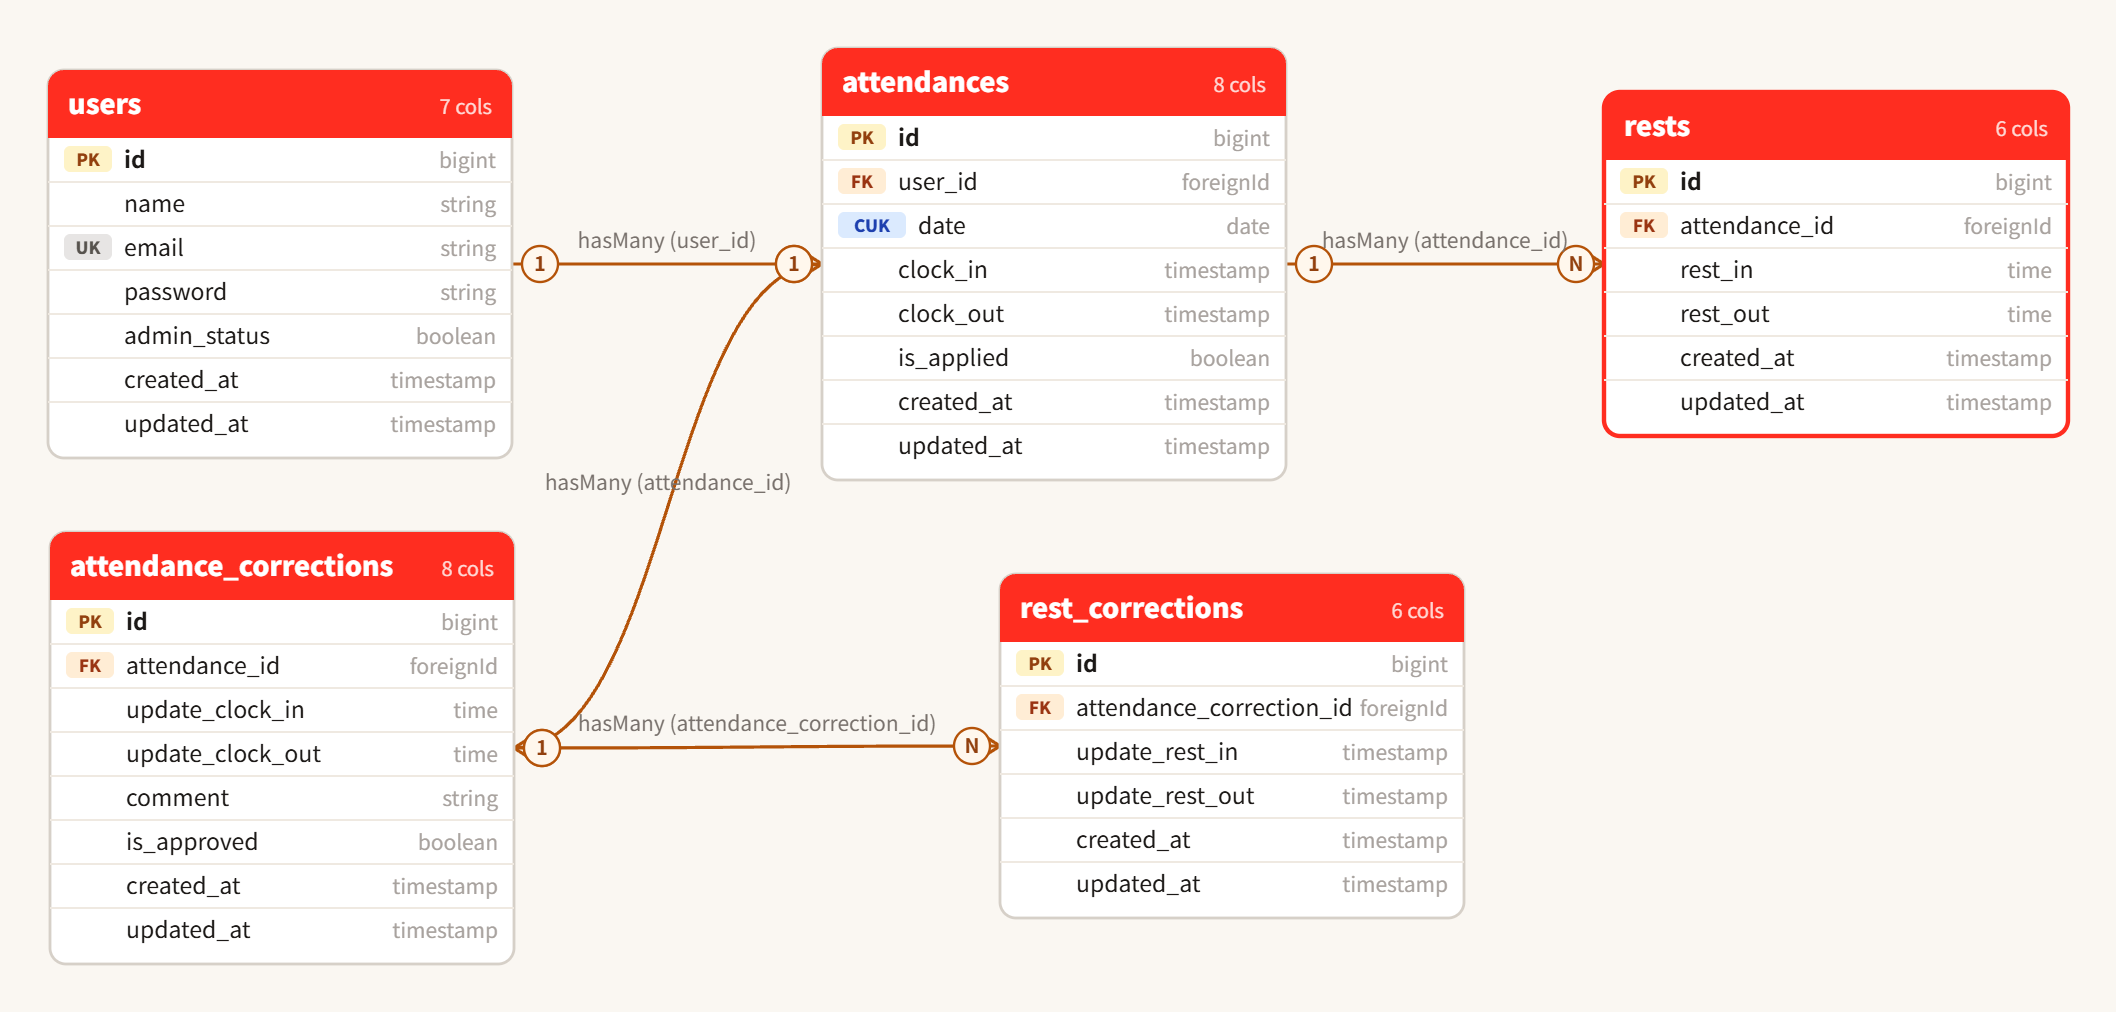 users 7 cols
PK id bigint
name string
UK email string
password string
admin_status boolean
created_at timestamp
updated_at timestamp
1 hasMany (user_id) 1
attendances 8 cols
PK id bigint
FK user_id foreignId
CUK date date
clock_in timestamp
clock_out timestamp
is_applied boolean
created_at timestamp
updated_at timestamp
1 hasMany (attendance_id) N
rests 6 cols
PK id bigint
FK attendance_id foreignId
rest_in time
rest_out time
created_at timestamp
updated_at timestamp
hasMany (attendance_id)
attendance_corrections 8 cols
PK id bigint
FK attendance_id foreignId
update_clock_in time
update_clock_out time
comment string
is_approved boolean
created_at timestamp
updated_at timestamp
1 hasMany (attendance_correction_id) N
rest_corrections 6 cols
PK id bigint
FK attendance_correction_id foreignId
update_rest_in timestamp
update_rest_out timestamp
created_at timestamp
updated_at timestamp